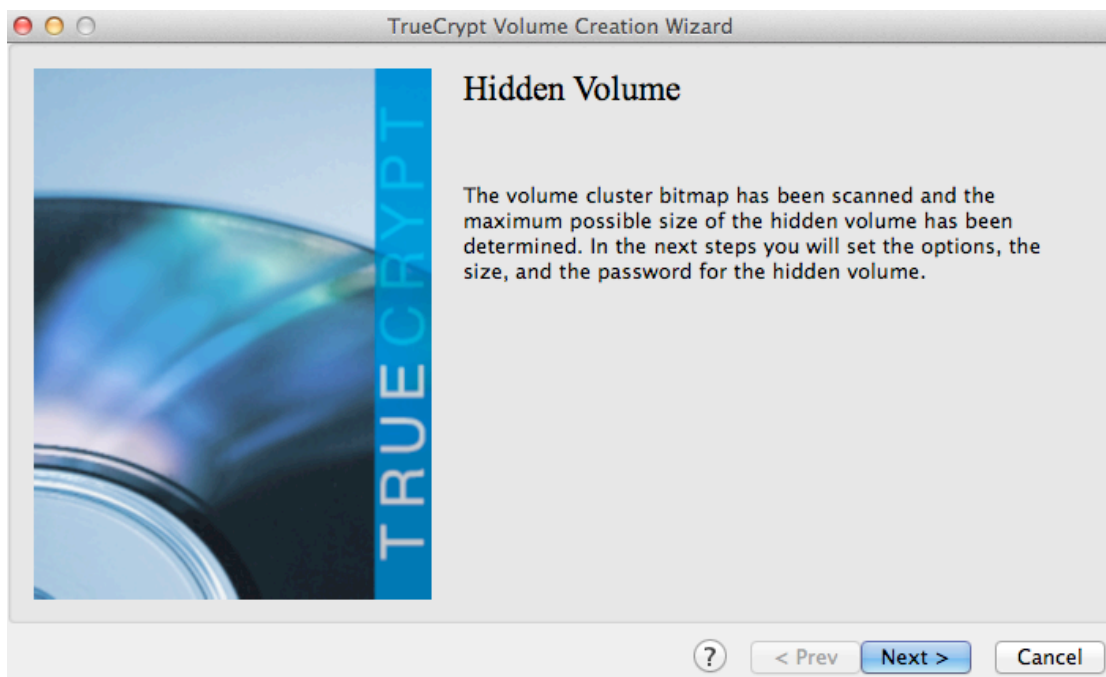 TrueCrypt Volume Creation Wizard
Hidden Volume
The volume cluster bitmap has been scanned and the
maximum possible size of the hidden volume has been
determined. In the next steps you will set the options, the
size, and the password for the hidden volume.
TRUECRYPT
? < Prev Next > Cancel